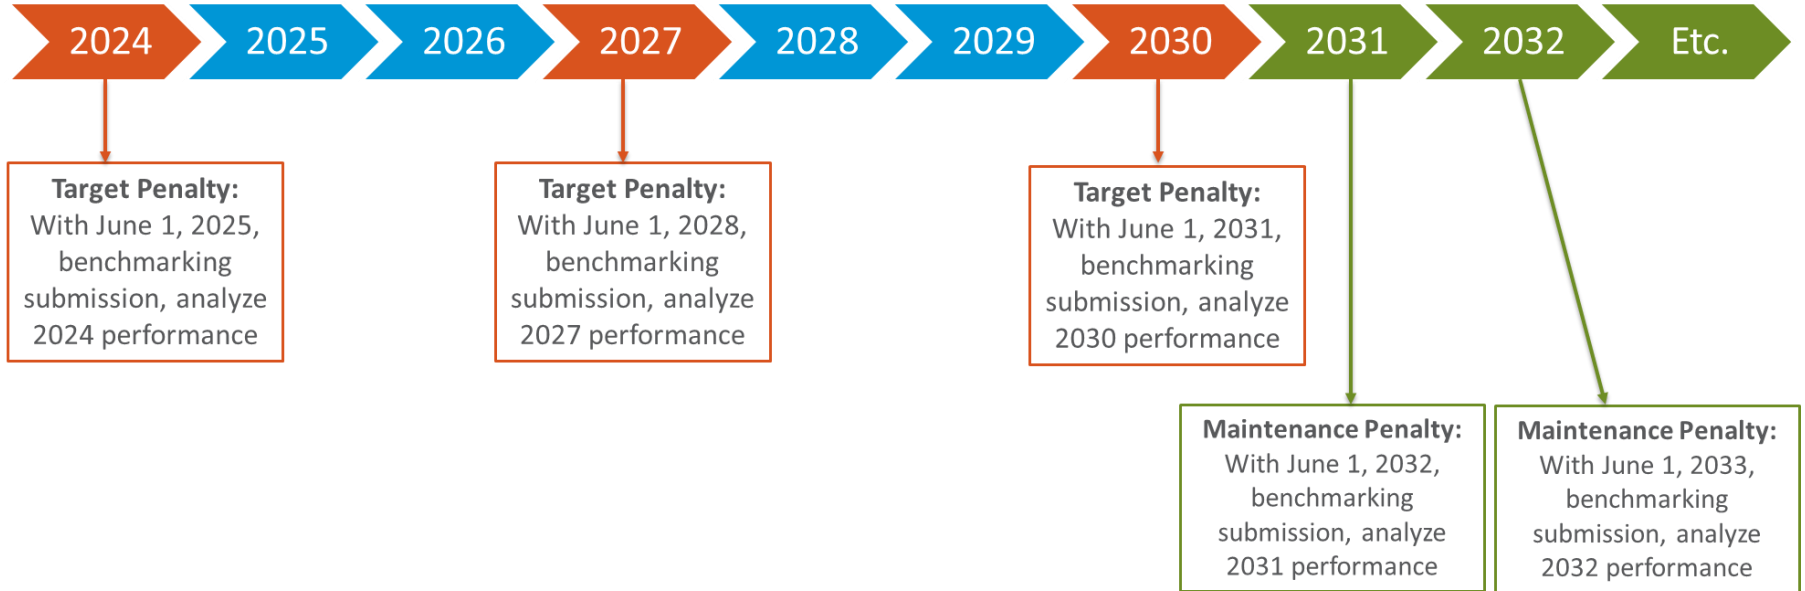 2024
2025
2026
2027
2028
2029
2030
2031
2032
Etc.
Target Penalty:
With June 1, 2025,
benchmarking
submission, analyze
2024 performance
Target Penalty:
With June 1, 2028,
benchmarking
submission, analyze
2027 performance
Target Penalty:
With June 1, 2031,
benchmarking
submission, analyze
2030 performance
Maintenance Penalty:
With June 1, 2032,
benchmarking
submission, analyze
2031 performance
Maintenance Penalty:
With June 1, 2033,
benchmarking
submission, analyze
2032 performance